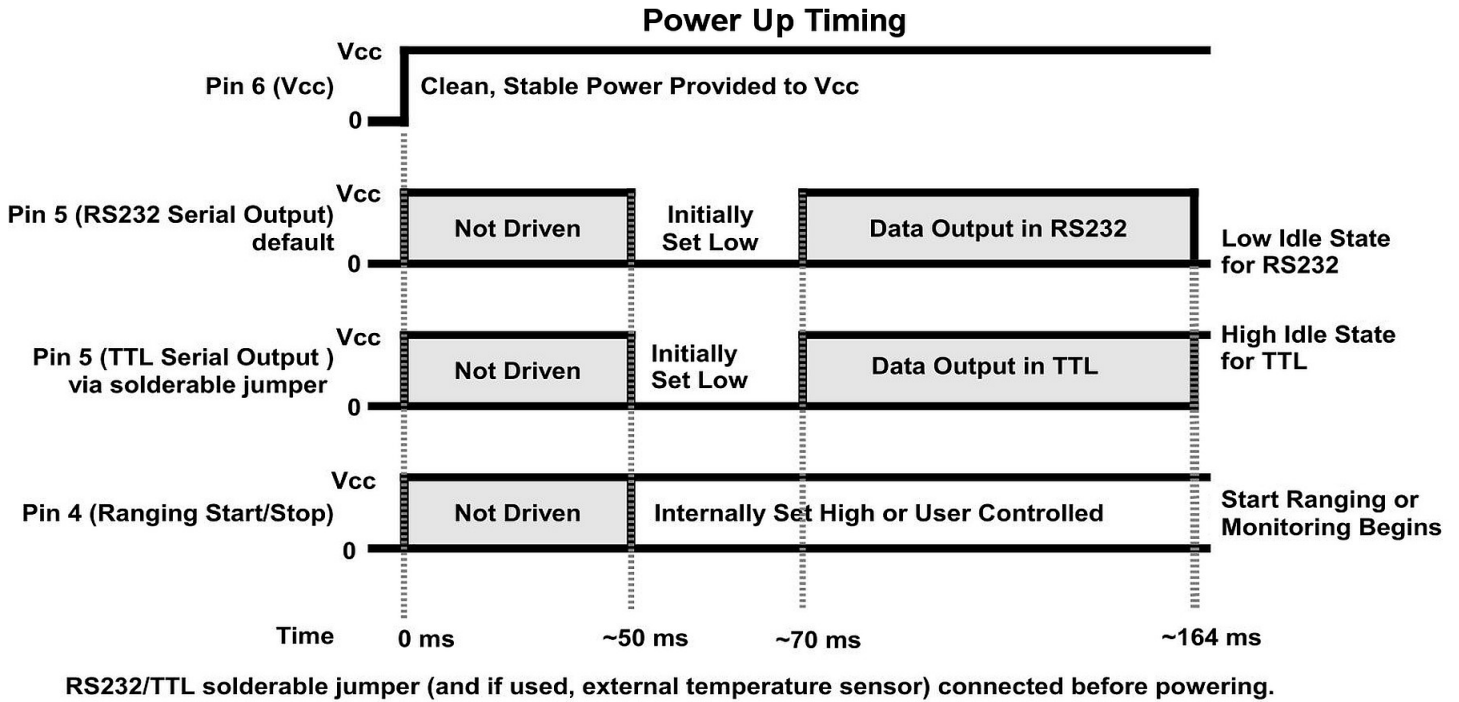 Power Up Timing
Vcc
Pin 6 (Vcc)
Clean, Stable Power Provided to Vcc
0
Vcc
Pin 5 (RS232 Serial Output)
default
Not Driven
Initially
Set Low
Data Output in RS232
0
Low Idle State
for RS232
Vcc
Pin 5 (TTL Serial Output )
via solderable jumper
Not Driven
Initially
Set Low
Data Output in TTL
0
High Idle State
for TTL
Vcc
Pin 4 (Ranging Start/Stop)
Not Driven
Internally Set High or User Controlled
0
Start Ranging or
Monitoring Begins
Time
0 ms
~50 ms
~70 ms
~164 ms
RS232/TTL solderable jumper (and if used, external temperature sensor) connected before powering.